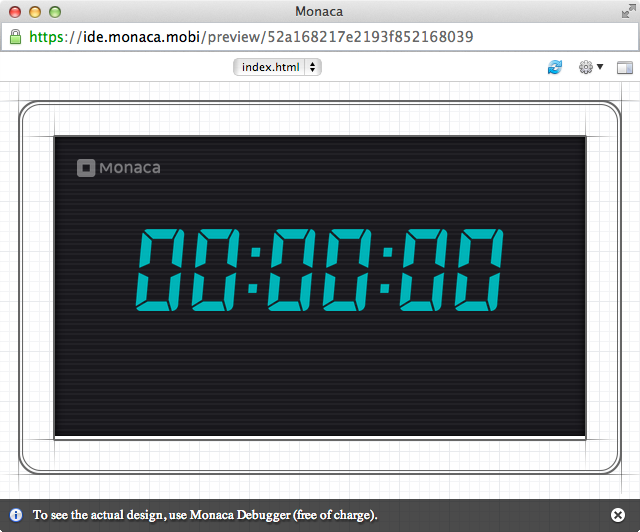 Monaca
https://ide.monaca.mobi/preview/52a168217e2193f852168039
index.html
Monaca
00:00:00
To see the actual design, use Monaca Debugger (free of charge).